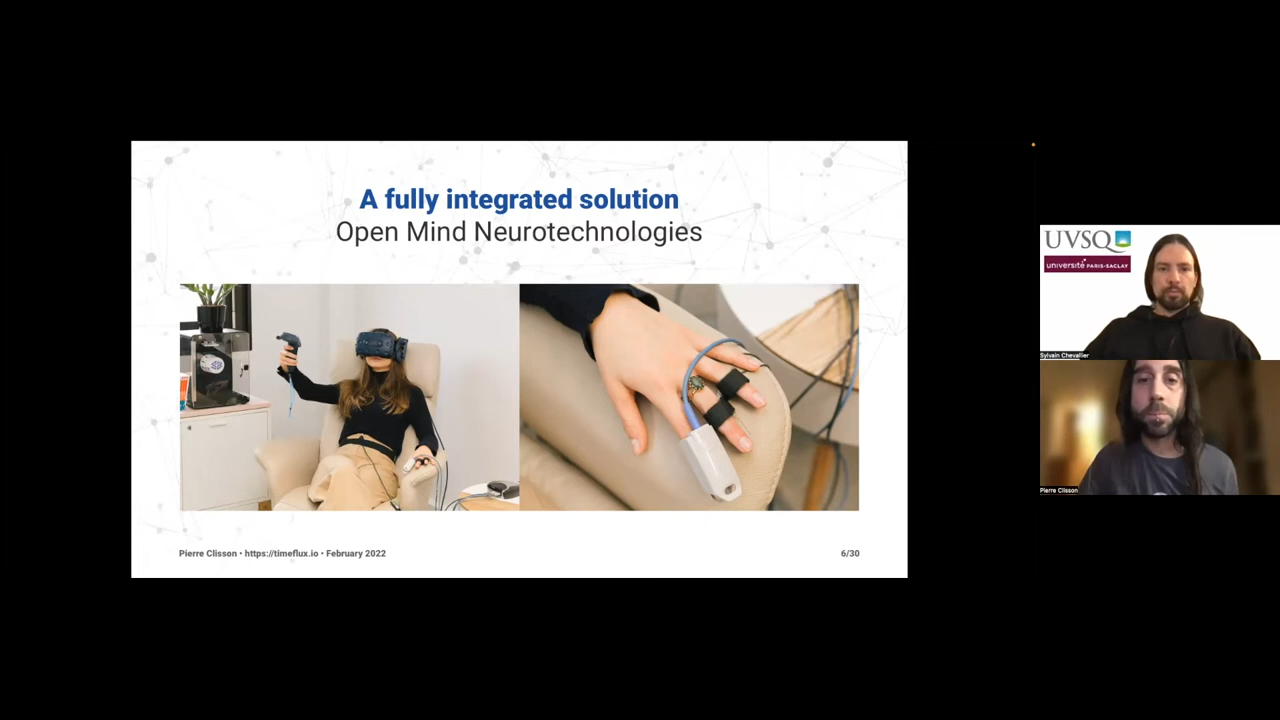 A fully integrated solution
Open Mind Neurotechnologies
Pierre Clisson • https://timeflux.io • February 2022
6/30
UVSQ
université PARIS-SACLAY
Sylvain Chevallier
Pierre Clisson